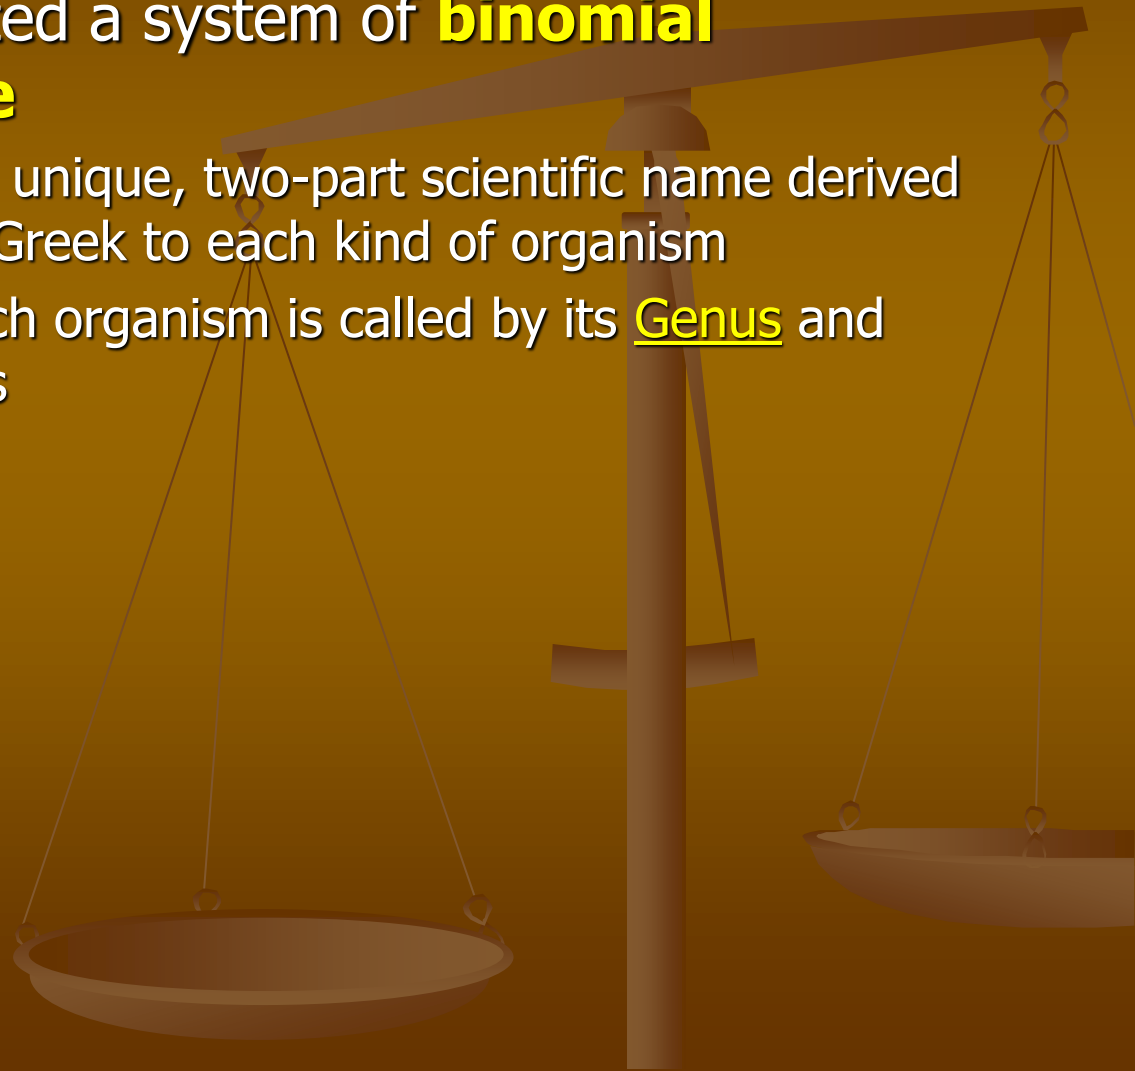 ted a system of binomial
e
unique, two-part scientific name derived
Greek to each kind of organism
ch organism is called by its Genus and
s